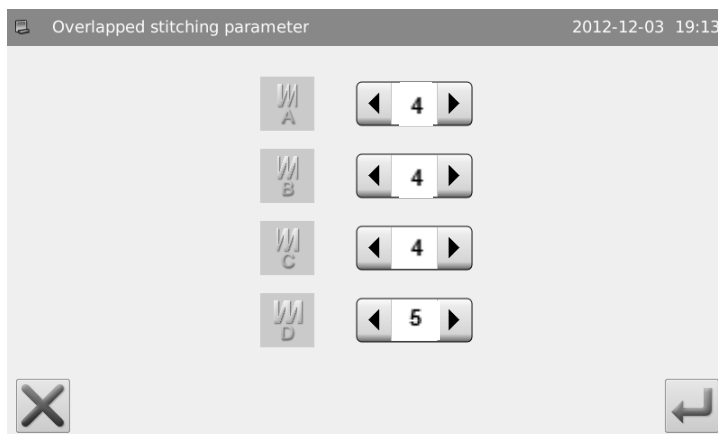 Overlapped stitching parameter 2012-12-03 19:13
A 4
B 4
C 4
D 5